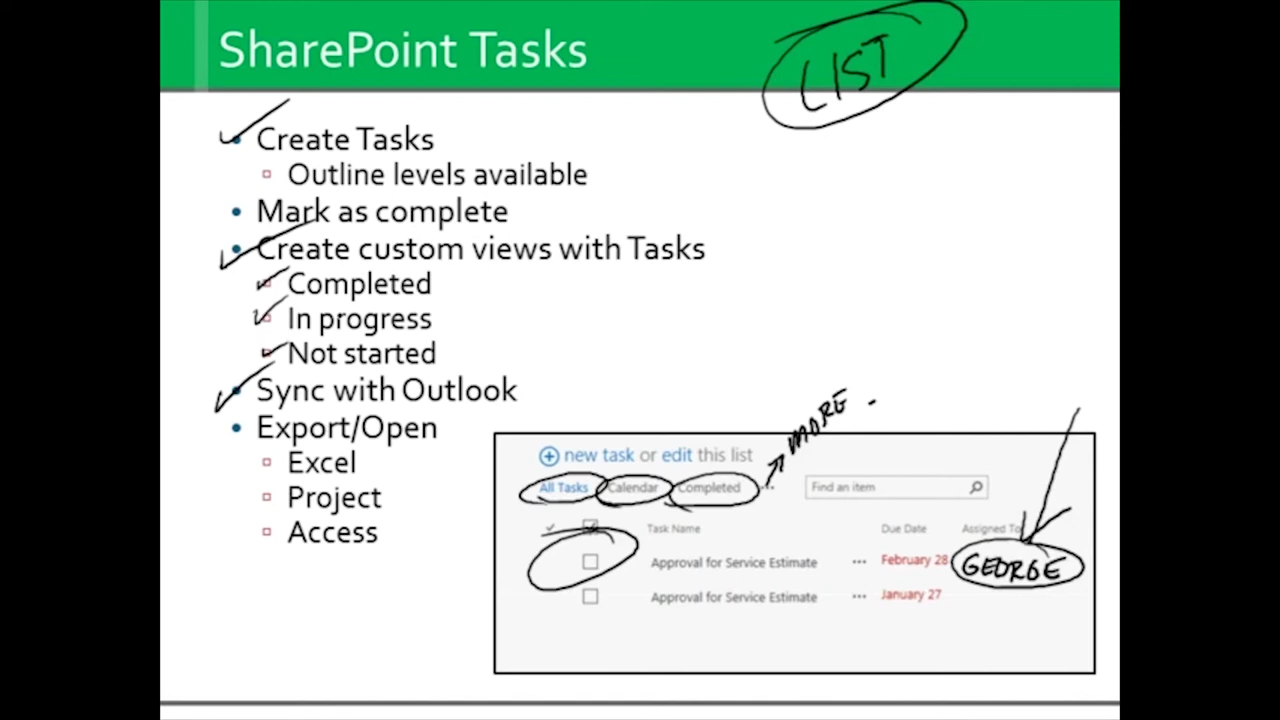 SharePoint Tasks
LIST
Create Tasks
Outline levels available
Mark as complete
Create custom views with Tasks
Completed
In progress
Not started
Sync with Outlook
Export/Open
Excel
Project
Access
MORE
new task or edit this list
All Tasks Calendar Completed ... Find an item
Task Name Due Date Assigned To
Approval for Service Estimate ... February 28 GEORGE
Approval for Service Estimate ... January 27